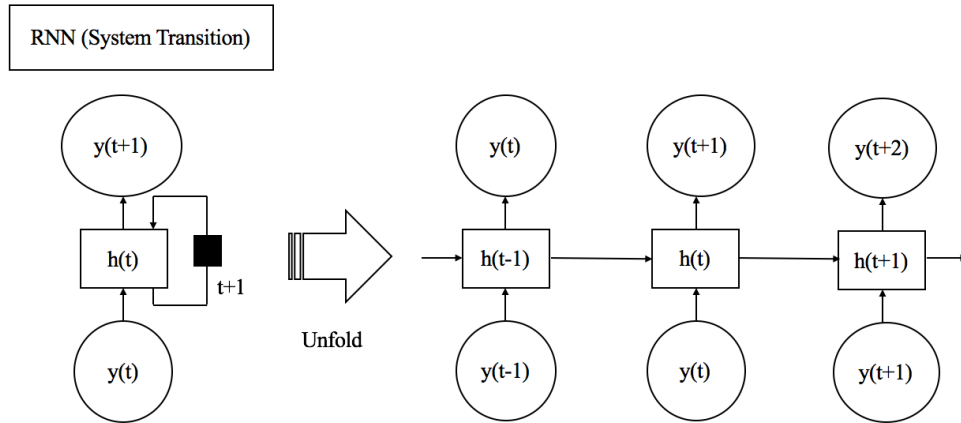 RNN (System Transition)
y(t+1)
h(t)
t+1
y(t)
Unfold
y(t)
y(t+1)
y(t+2)
h(t-1)
h(t)
h(t+1)
y(t-1)
y(t)
y(t+1)